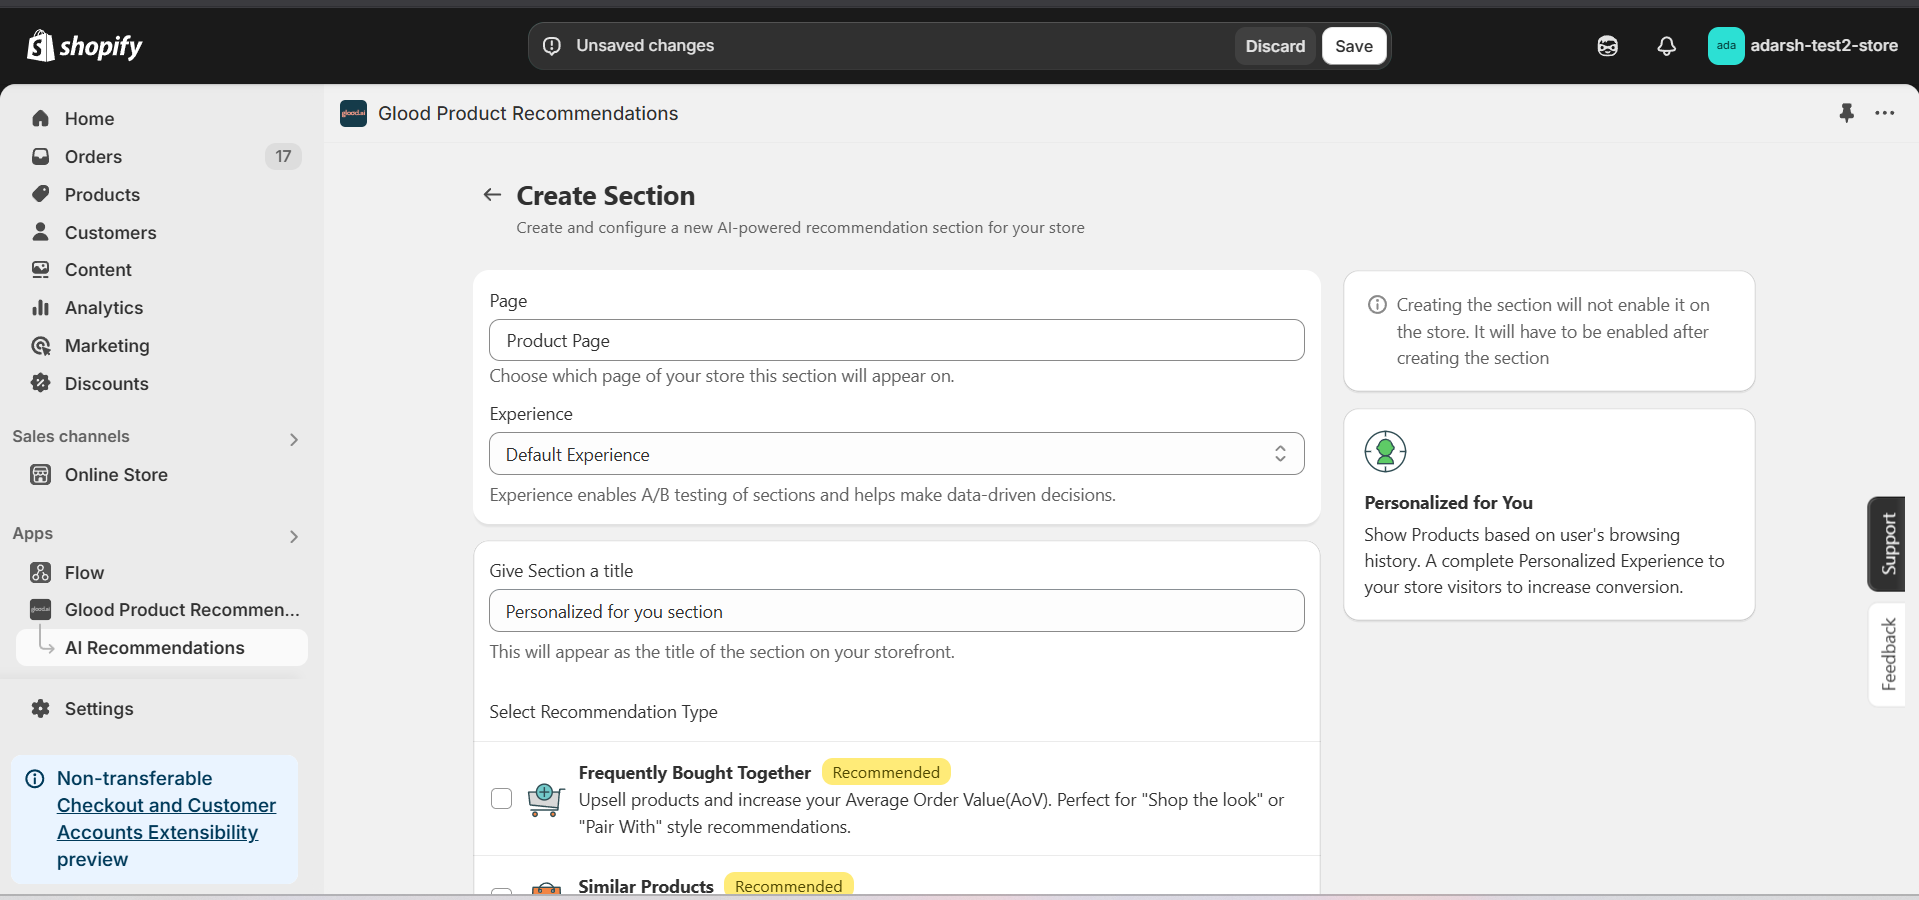 shopify
Unsaved changes
Discard
Save
ada
adarsh-test2-store
Home
Orders
17
Products
Customers
Content
Analytics
Marketing
Discounts
Sales channels
Online Store
Apps
Flow
glood.ai
Glood Product Recommen...
AI Recommendations
Settings
Non-transferable
Checkout and Customer
Accounts Extensibility
preview
glood.ai
Glood Product Recommendations
Create Section
Create and configure a new AI-powered recommendation section for your store
Page
Product Page
Choose which page of your store this section will appear on.
Experience
Default Experience
Experience enables A/B testing of sections and helps make data-driven decisions.
Give Section a title
Personalized for you section
This will appear as the title of the section on your storefront.
Select Recommendation Type
Frequently Bought Together
Recommended
Upsell products and increase your Average Order Value(AoV). Perfect for "Shop the look" or
"Pair With" style recommendations.
Similar Products
Recommended
Creating the section will not enable it on
the store. It will have to be enabled after
creating the section
Personalized for You
Show Products based on user's browsing
history. A complete Personalized Experience to
your store visitors to increase conversion.
Support
Feedback